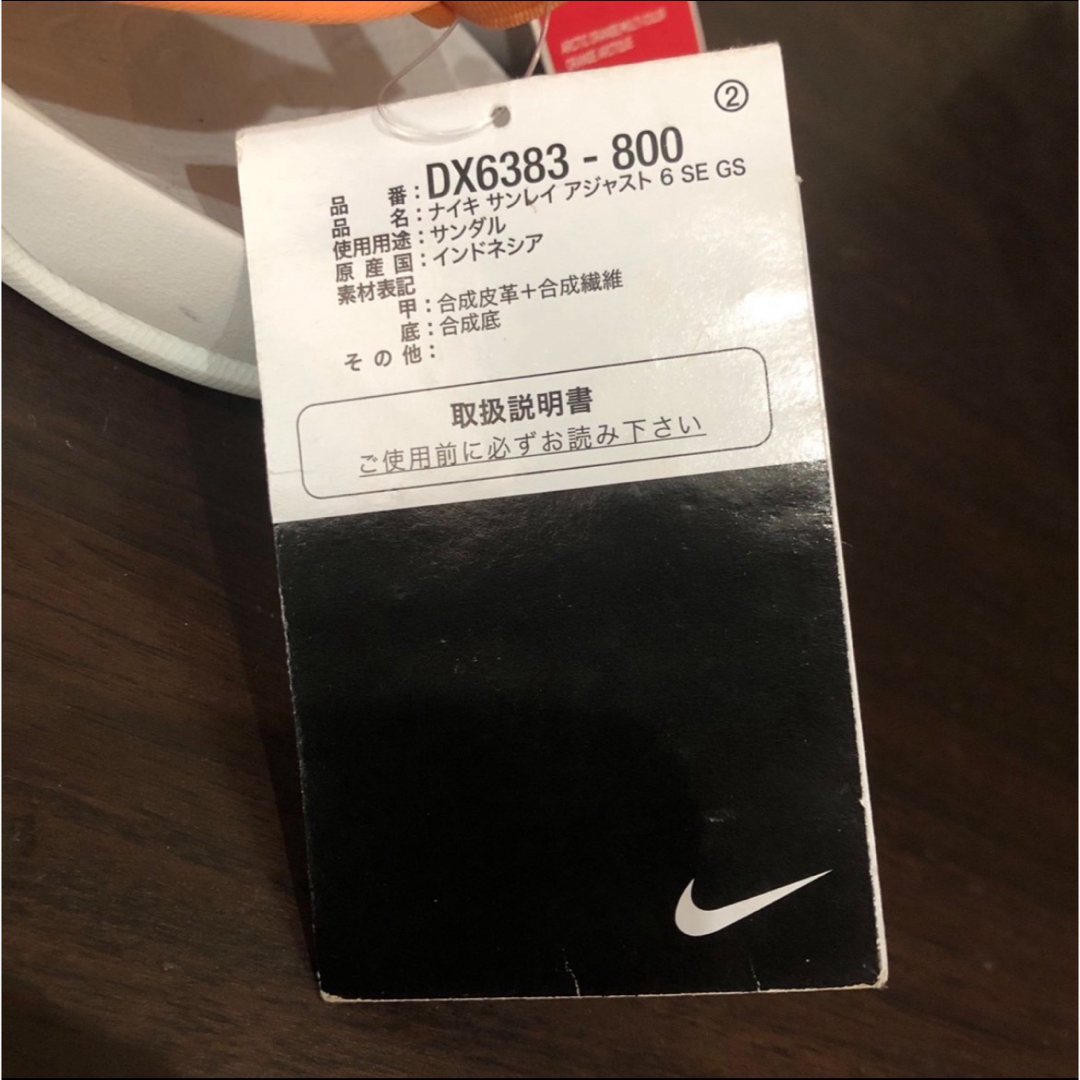 ARCTIC ORANGE/MULTI-COLOR
②
品　番：DX6383 - 800
品　名：ナイキ サンレイ アジャスト 6 SE GS
使用用途：サンダル
原産国：インドネシア
素材表記
甲：合成皮革＋合成繊維
底：合成底
その他：
取扱説明書
ご使用前に必ずお読み下さい